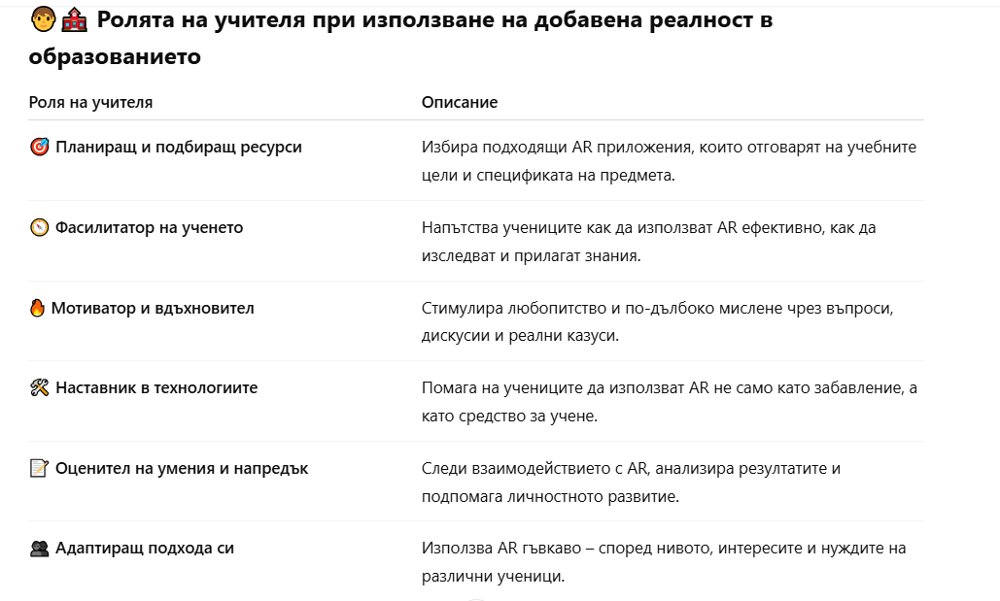 Ролята на учителя при използване на добавена реалност в
образованието
Роля на учителя Описание
Планиращ и подбиращ ресурси Избира подходящи AR приложения, които отговарят на учебните
цели и спецификата на предмета.
Фасилитатор на ученето Напътства учениците как да използват AR ефективно, как да
изследват и прилагат знания.
Мотиватор и вдъхновител Стимулира любопитство и по-дълбоко мислене чрез въпроси,
дискусии и реални казуси.
Наставник в технологиите Помага на учениците да използват AR не само като забавление, а
като средство за учене.
Оценител на умения и напредък Следи взаимодействието с AR, анализира резултатите и
подпомага личностното развитие.
Адаптиращ подхода си Използва AR гъвкаво – според нивото, интересите и нуждите на
различни ученици.